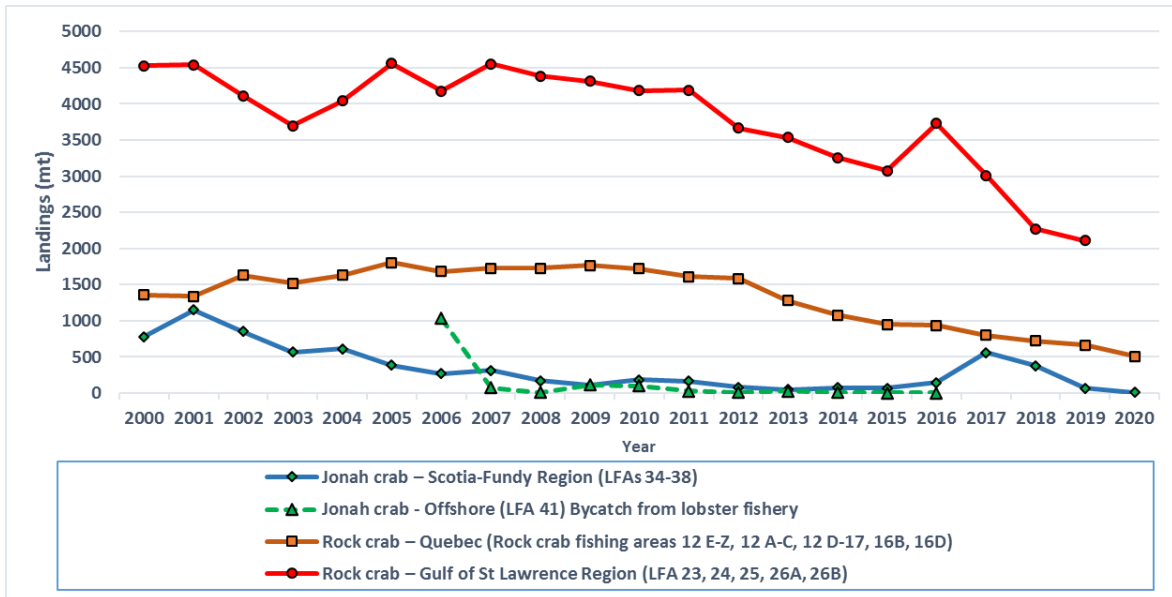 5000
4500
4000
3500
3000
2500
2000
1500
1000
500
0
Landings (mt)
2000 2001 2002 2003 2004 2005 2006 2007 2008 2009 2010 2011 2012 2013 2014 2015 2016 2017 2018 2019 2020
Year
Jonah crab – Scotia-Fundy Region (LFAs 34-38)
Jonah crab - Offshore (LFA 41) Bycatch from lobster fishery
Rock crab – Quebec (Rock crab fishing areas 12 E-Z, 12 A-C, 12 D-17, 16B, 16D)
Rock crab – Gulf of St Lawrence Region (LFA 23, 24, 25, 26A, 26B)